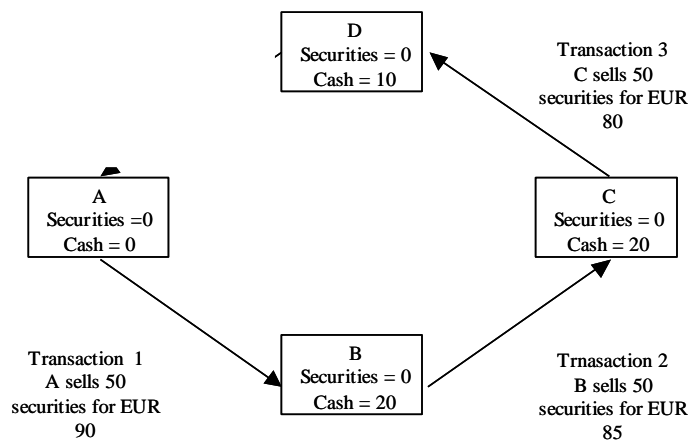 D
Securities = 0
Cash = 10
Transaction 3
C sells 50
securities for EUR
80
A
Securities =0
Cash = 0
C
Securities = 0
Cash = 20
B
Securities = 0
Cash = 20
Transaction 1
A sells 50
securities for EUR
90
Trnasaction 2
B sells 50
securities for EUR
85